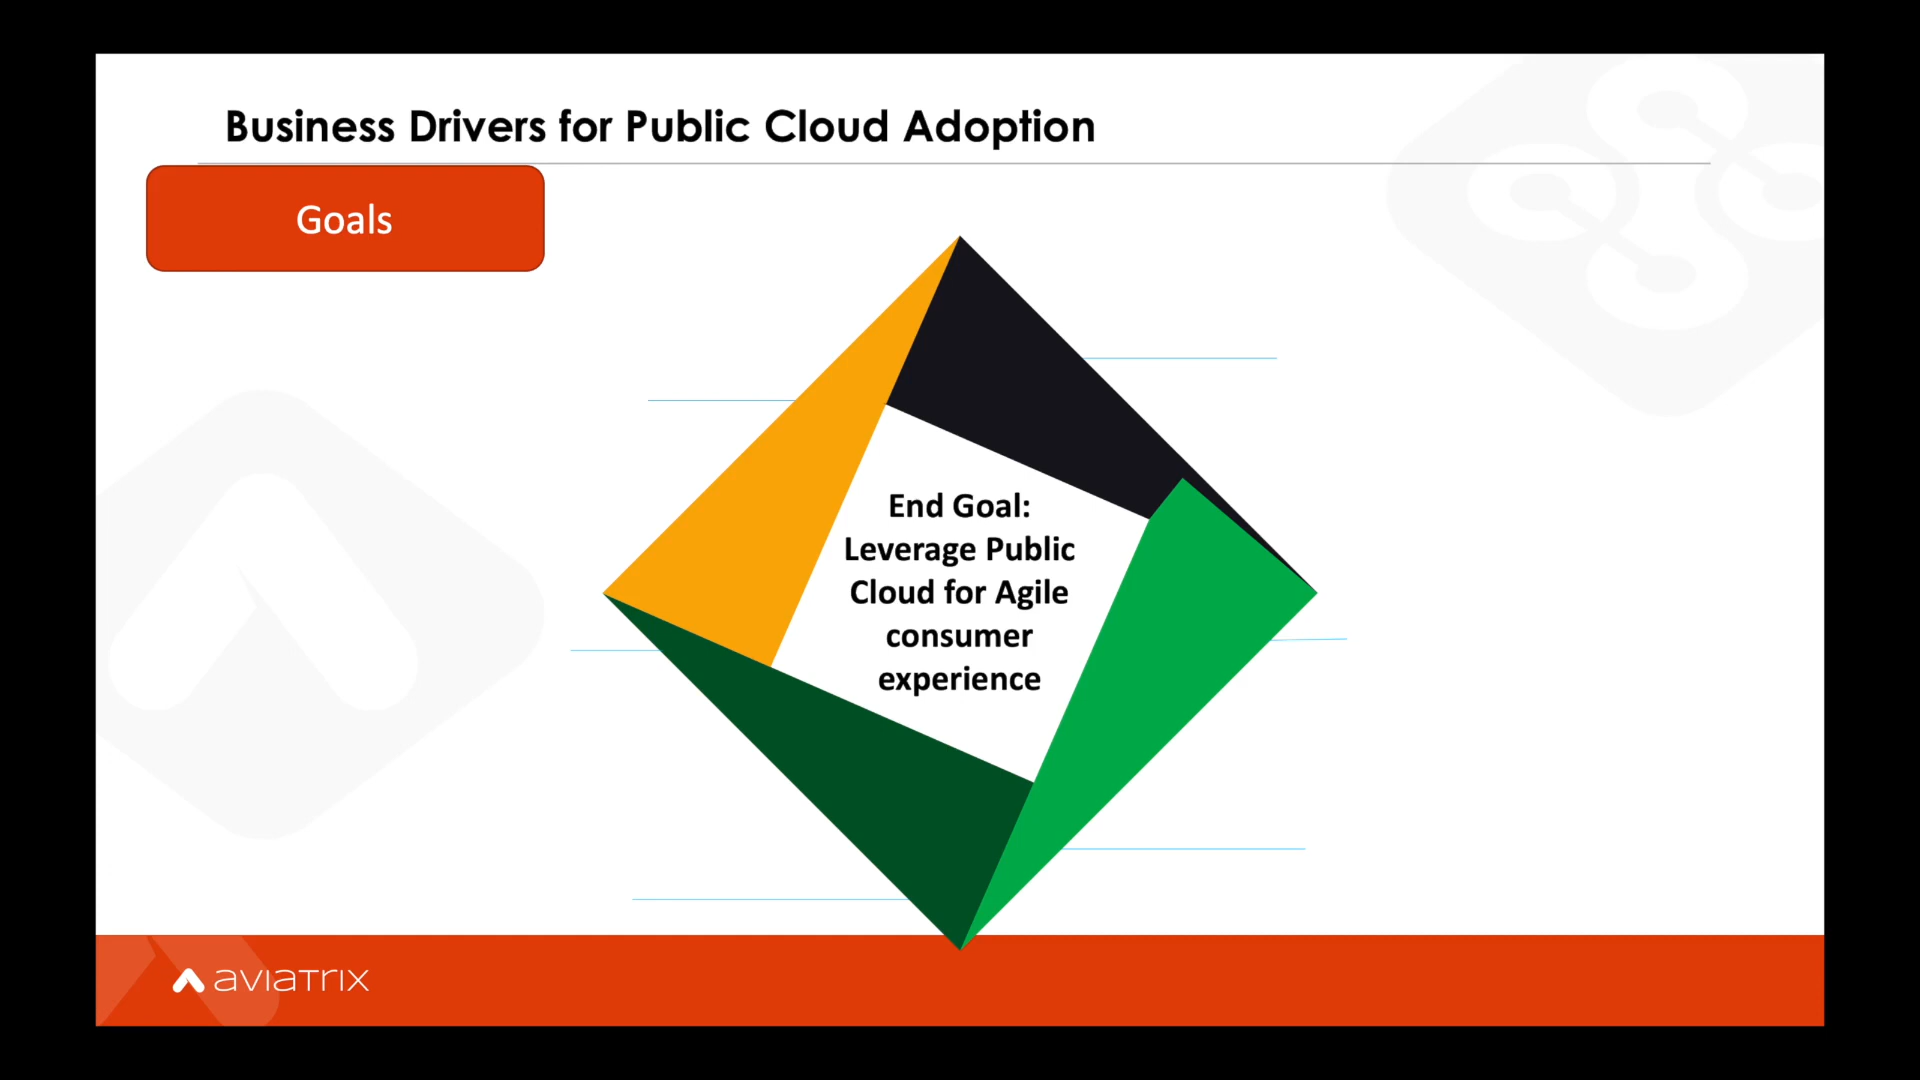 Business Drivers for Public Cloud Adoption
Goals
End Goal:
Leverage Public
Cloud for Agile
consumer
experience
aviatrix